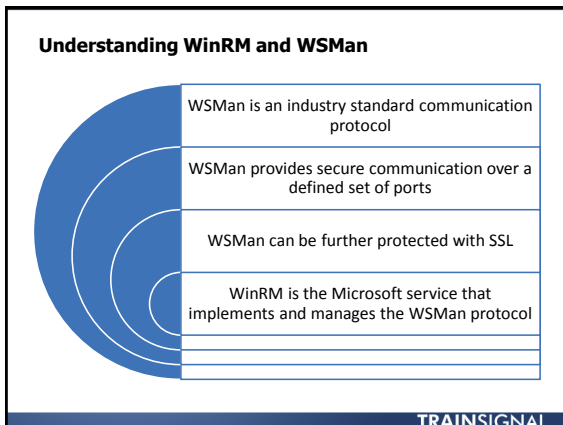 Understanding WinRM and WSMan
WSMan is an industry standard communication
protocol
WSMan provides secure communication over a
defined set of ports
WSMan can be further protected with SSL
WinRM is the Microsoft service that
implements and manages the WSMan protocol
TRAINSIGNAL